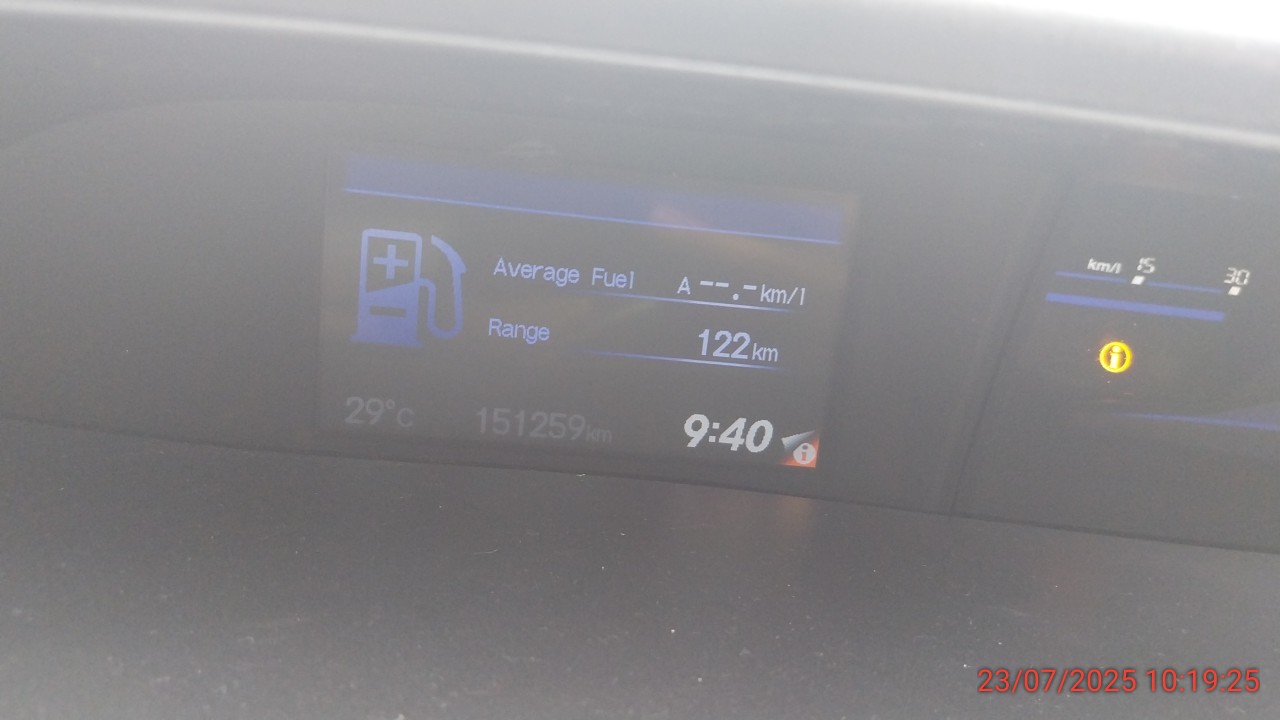 Average Fuel A --.- km/l
Range 122 km
29°C 151259 km 9:40 i
km/l 15 30
i
23/07/2025 10:19:25